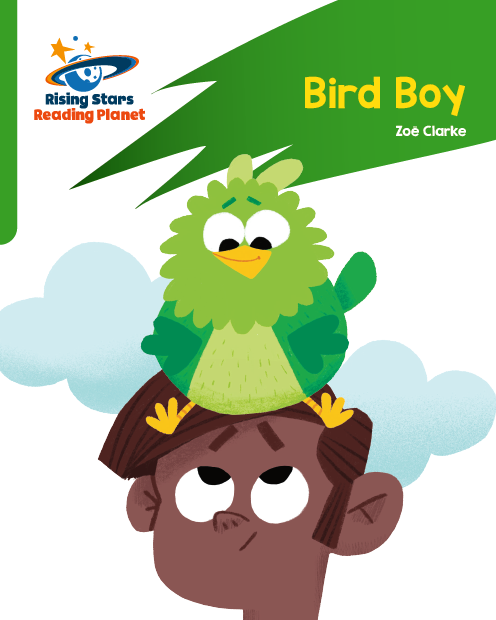 Rising Stars
Reading Planet
Bird Boy
Zoë Clarke